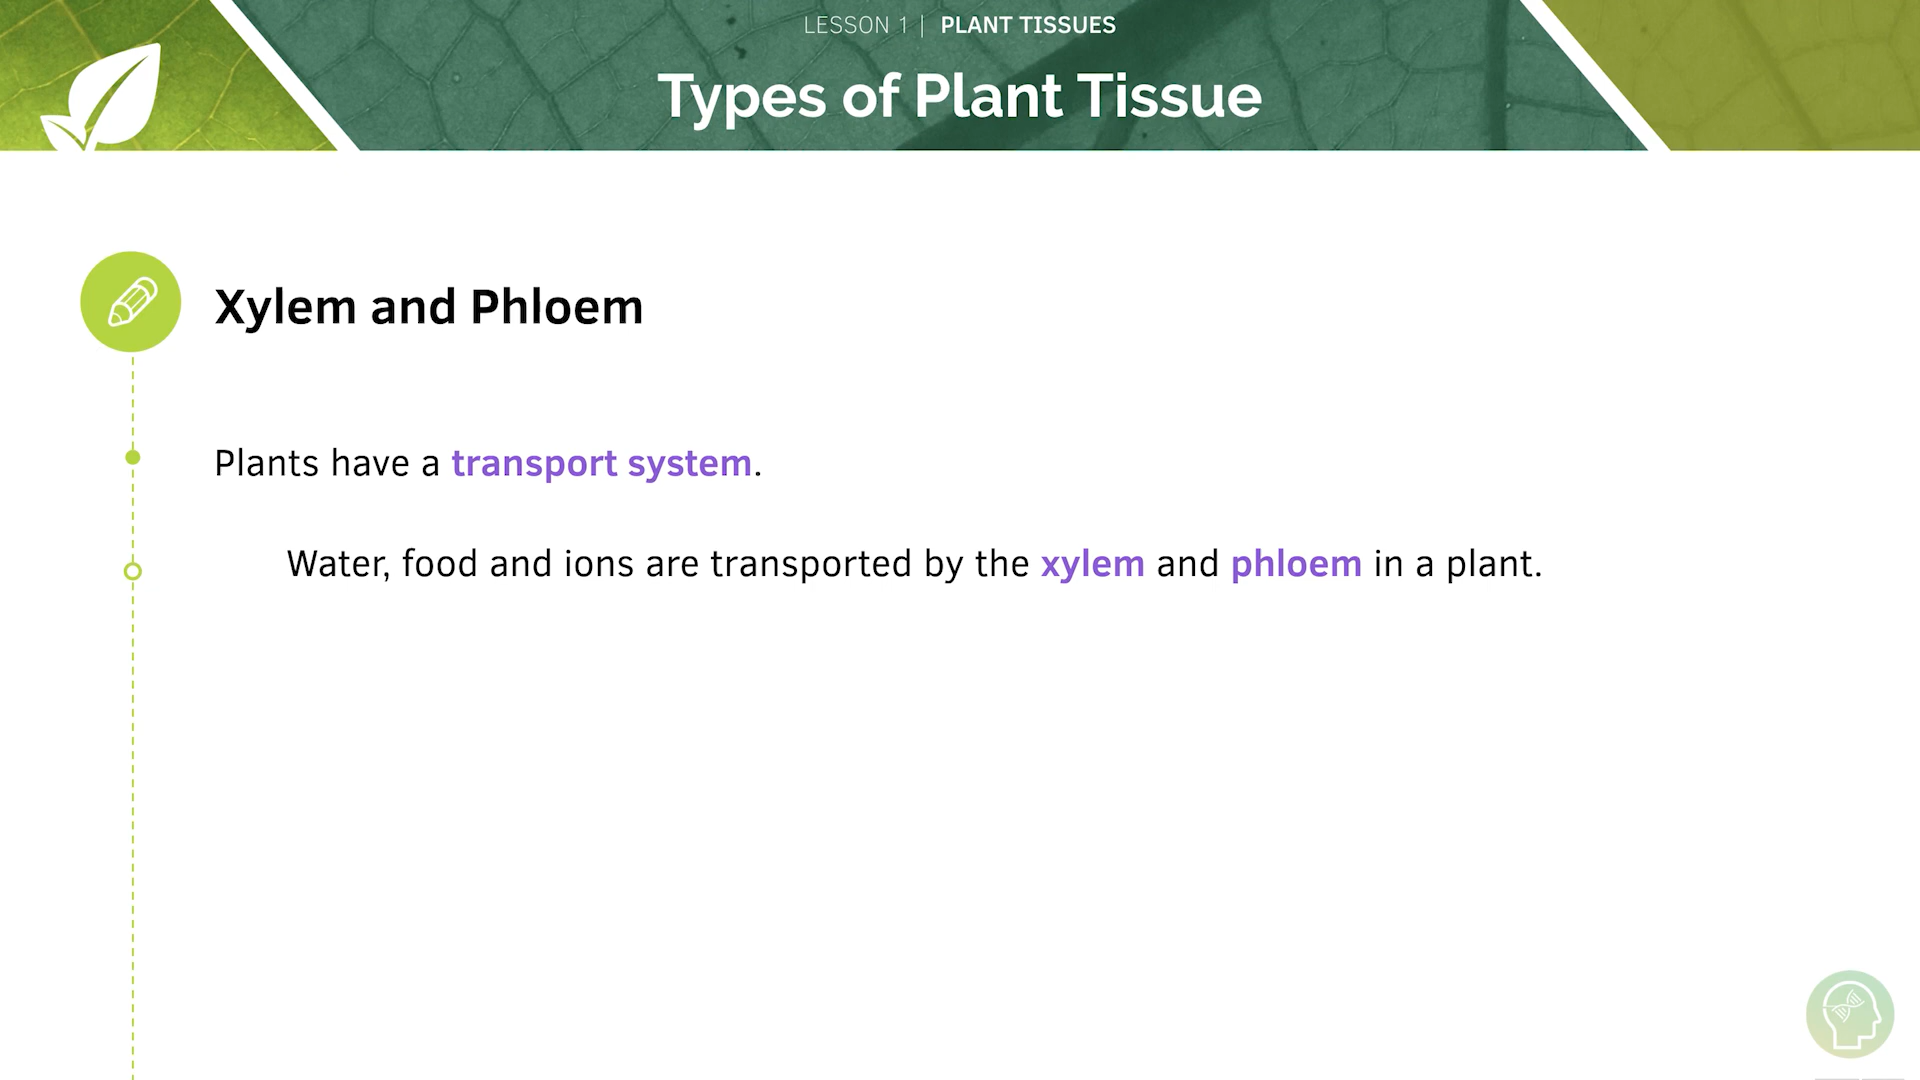 LESSON 1 | PLANT TISSUES
Types of Plant Tissue
Xylem and Phloem
Plants have a transport system.
Water, food and ions are transported by the xylem and phloem in a plant.